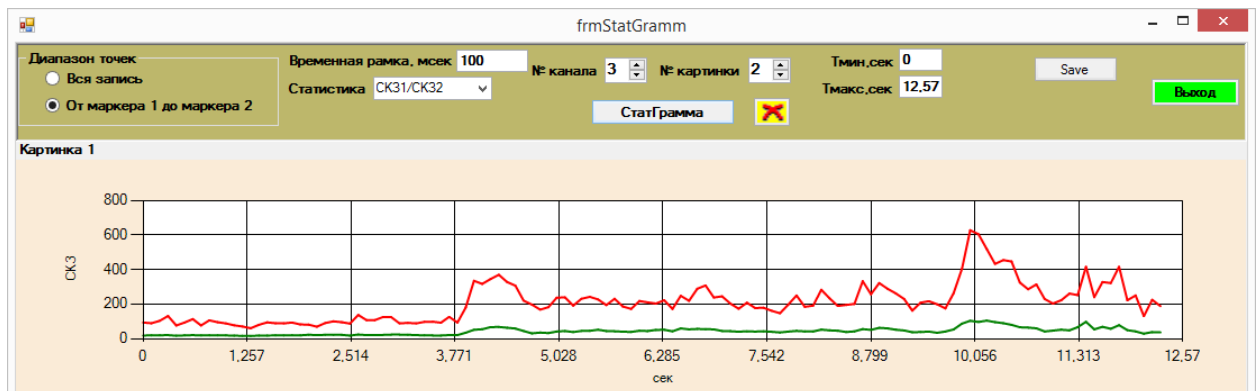 frmStatGramm
Диапазон точек
Вся запись
От маркера 1 до маркера 2
Временная рамка, мсек 100
Статистика СКЗ1/СКЗ2
№ канала 3
№ картинки 2
СтатГрамма
Тмин,сек 0
Тмакс,сек 12,57
Save
Выход
Картинка 1
СКЗ
800
600
400
200
0
0 1,257 2,514 3,771 5,028 6,285 7,542 8,799 10,056 11,313 12,57
сек